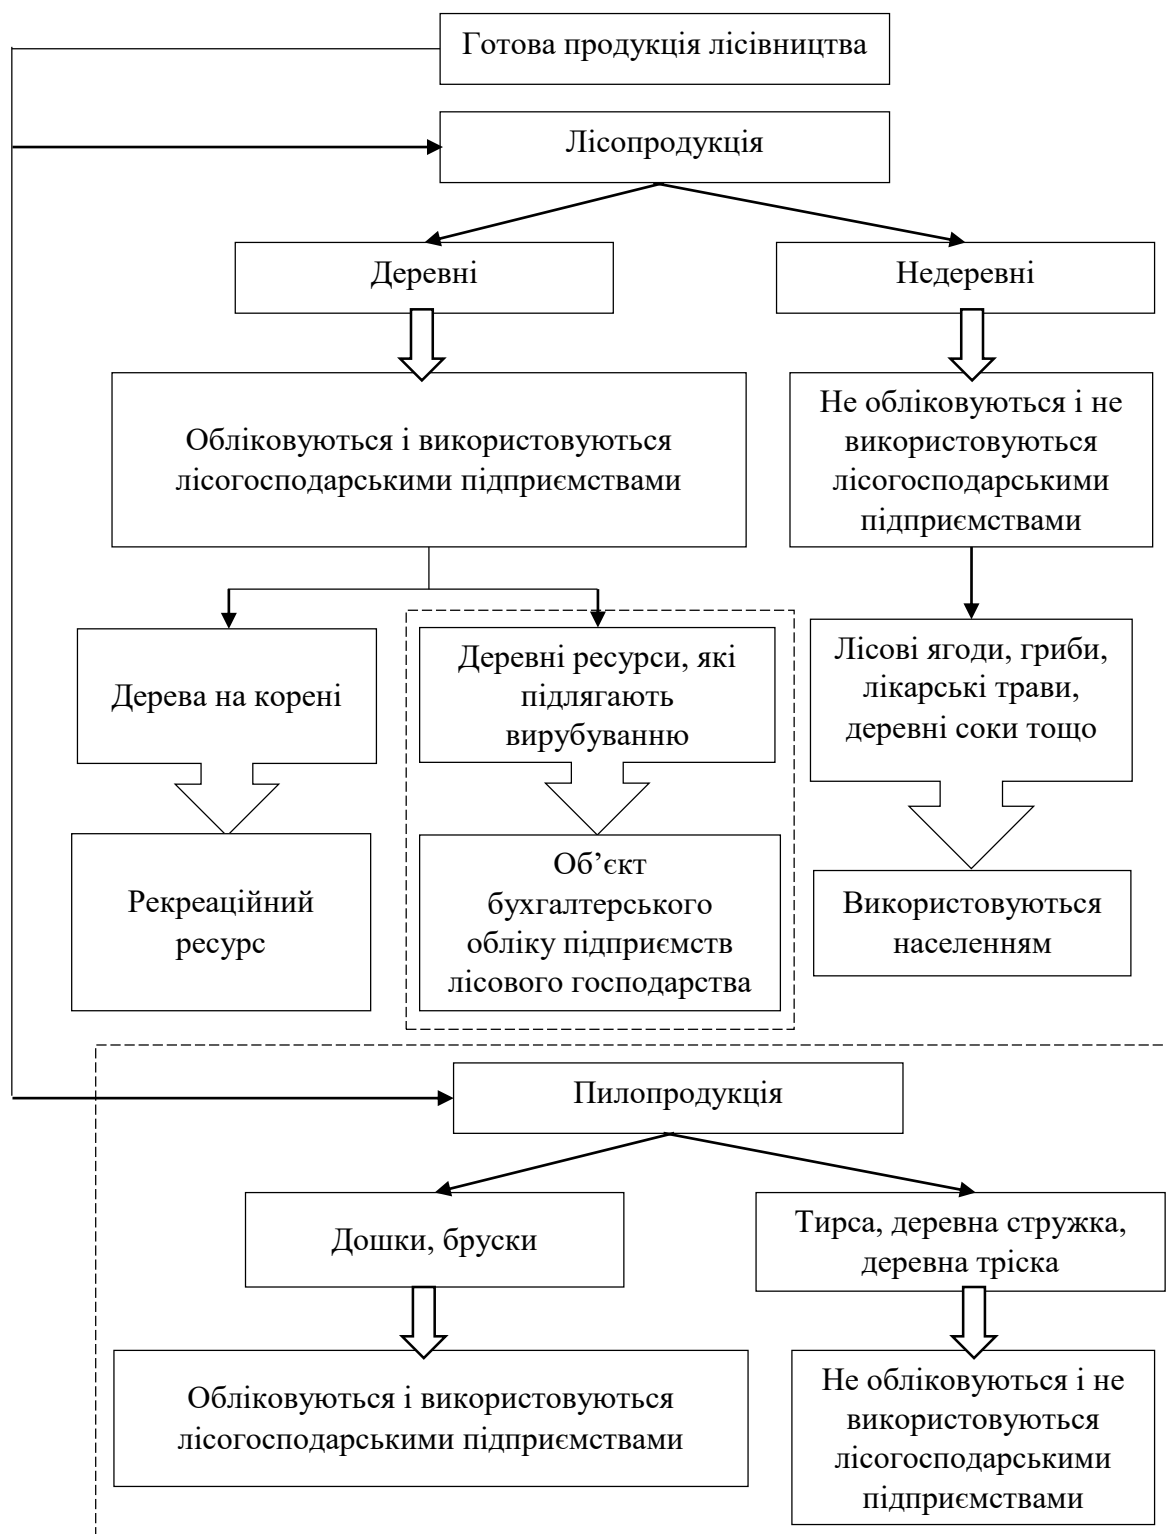 Готова продукція лісівництва
Лісопродукція
Деревні
Недеревні
Обліковуються і використовуються
лісогосподарськими підприємствами
Не обліковуються і не
використовуються
лісогосподарськими
підприємствами
Дерева на корені
Деревні ресурси, які
підлягають
вирубуванню
Лісові ягоди, гриби,
лікарські трави,
деревні соки тощо
Рекреаційний
ресурс
Об’єкт
бухгалтерського
обліку підприємств
лісового господарства
Використовуються
населенням
Пилопродукція
Дошки, бруски
Тирса, деревна стружка,
деревна тріска
Обліковуються і використовуються
лісогосподарськими підприємствами
Не обліковуються і не
використовуються
лісогосподарськими
підприємствами